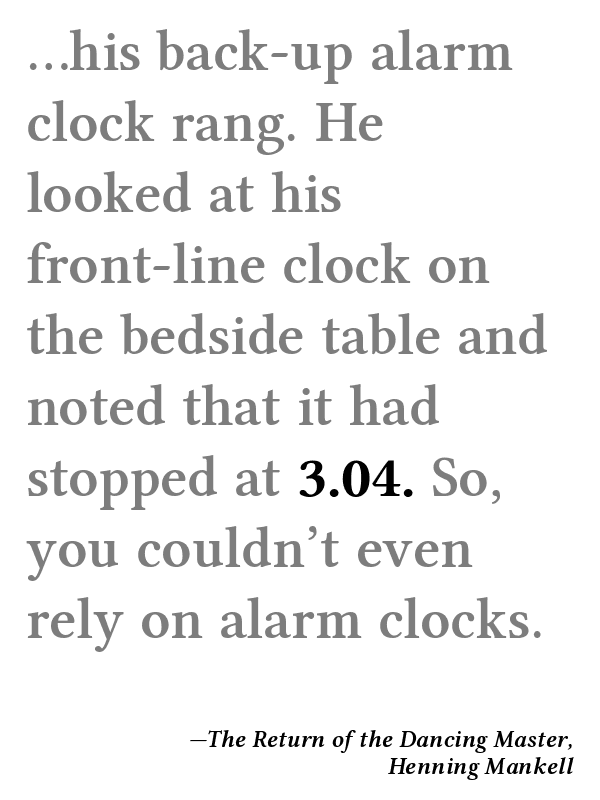 …his back-up alarm
clock rang. He
looked at his
front-line clock on
the bedside table and
noted that it had
stopped at 3.04. So,
you couldn’t even
rely on alarm clocks.
—The Return of the Dancing Master,
Henning Mankell